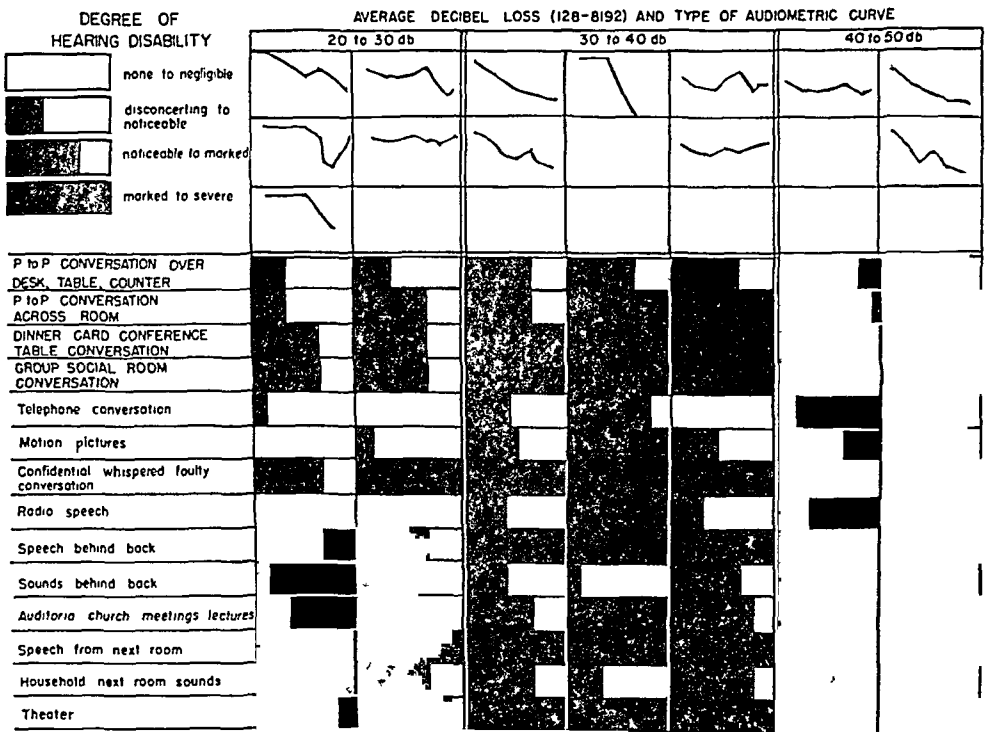 DEGREE OF
HEARING DISABILITY
none to negligible
disconcerting to
noticeable
noticeable to marked
marked to severe
AVERAGE DECIBEL LOSS (128-8192) AND TYPE OF AUDIOMETRIC CURVE
20 to 30 db
30 to 40 db
40 to 50 db
P to P CONVERSATION OVER
DESK, TABLE, COUNTER
P to P CONVERSATION
ACROSS ROOM
DINNER CARD CONFERENCE
TABLE CONVERSATION
GROUP SOCIAL ROOM
CONVERSATION
Telephone conversation
Motion pictures
Confidential whispered faulty
conversation
Radio speech
Speech behind back
Sounds behind back
Auditoria church meetings lectures
Speech from next room
Household next room sounds
Theater